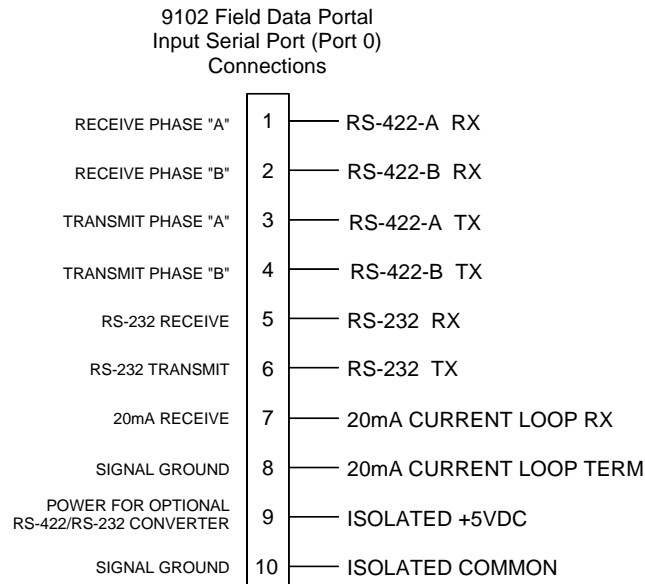 9102 Field Data Portal
Input Serial Port (Port 0)
Connections
RECEIVE PHASE "A" 1 RS-422-A RX
RECEIVE PHASE "B" 2 RS-422-B RX
TRANSMIT PHASE "A" 3 RS-422-A TX
TRANSMIT PHASE "B" 4 RS-422-B TX
RS-232 RECEIVE 5 RS-232 RX
RS-232 TRANSMIT 6 RS-232 TX
20mA RECEIVE 7 20mA CURRENT LOOP RX
SIGNAL GROUND 8 20mA CURRENT LOOP TERM
POWER FOR OPTIONAL
RS-422/RS-232 CONVERTER 9 ISOLATED +5VDC
SIGNAL GROUND 10 ISOLATED COMMON